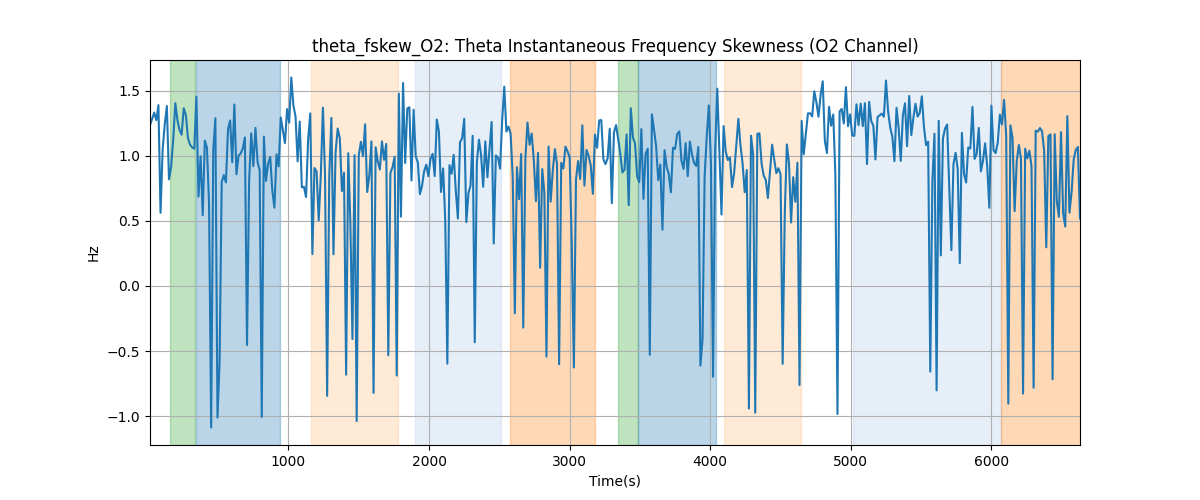 theta_fskew_O2: Theta Instantaneous Frequency Skewness (O2 Channel)
1.5
1.0
0.5
0.0
−0.5
−1.0
Hz
1000 2000 3000 4000 5000 6000
Time(s)